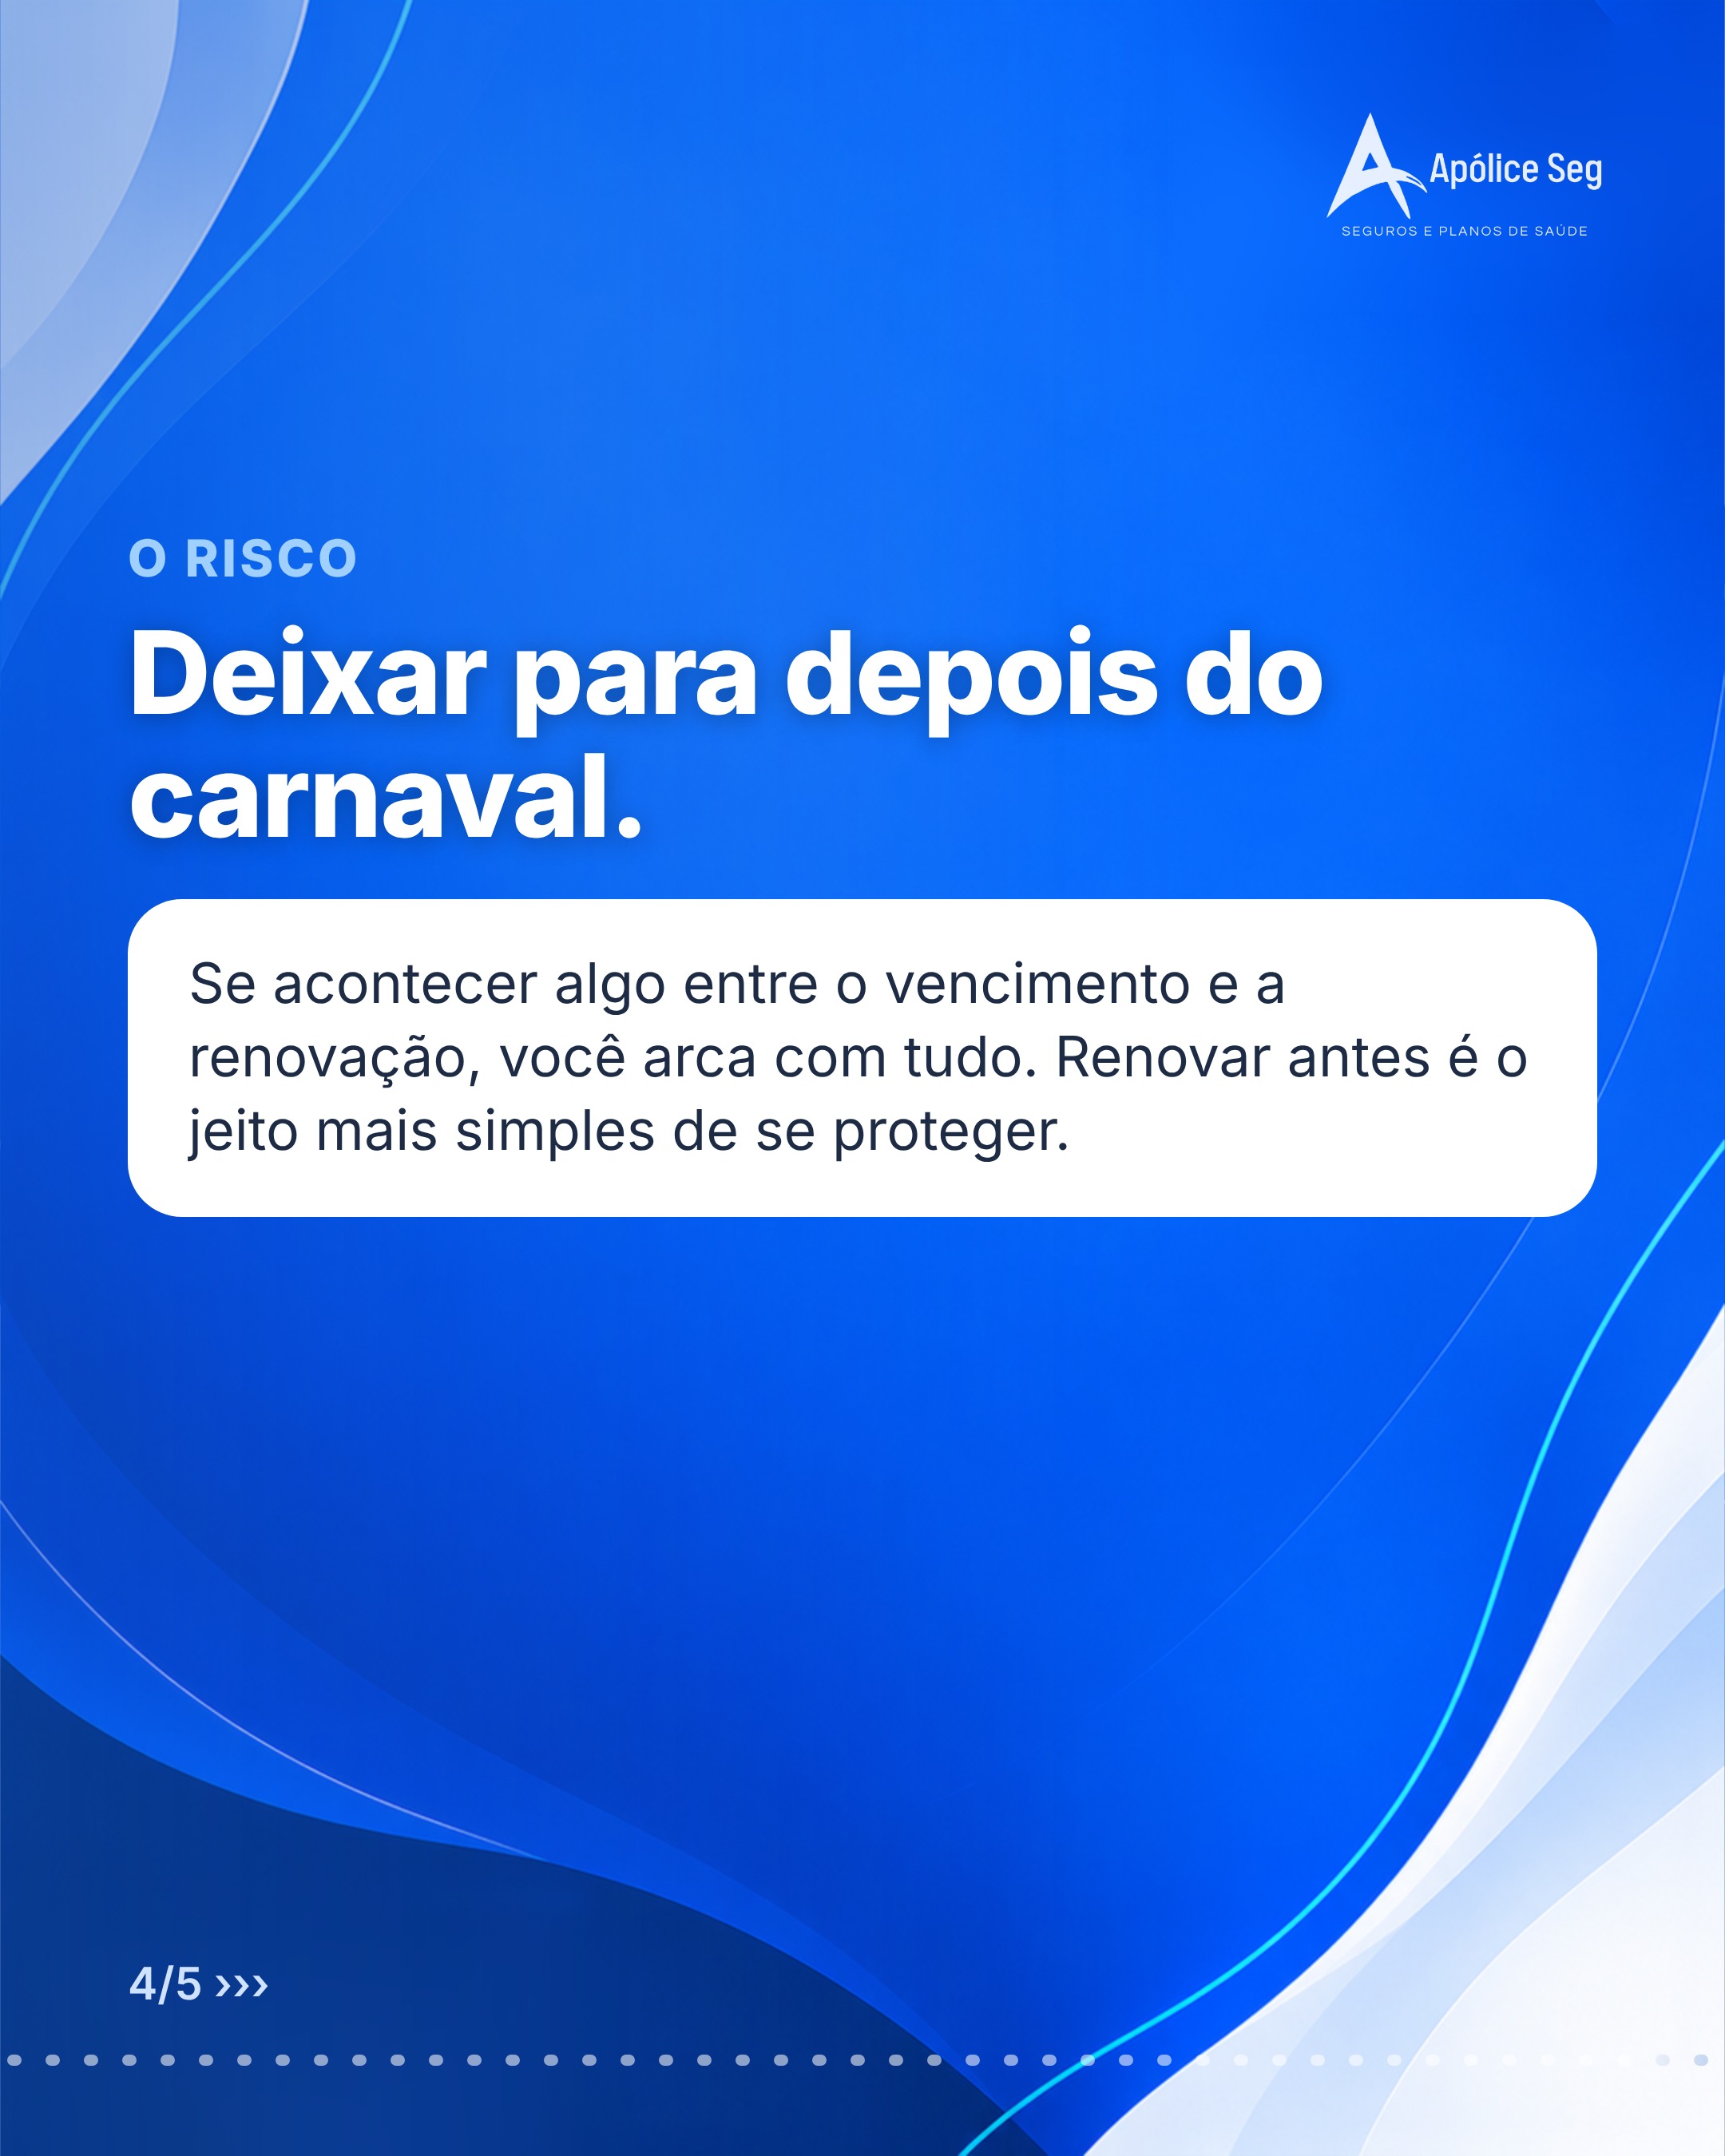 Apólice Seg
SEGUROS E PLANOS DE SAÚDE
O RISCO
Deixar para depois do
carnaval.
Se acontecer algo entre o vencimento e a
renovação, você arca com tudo. Renovar antes é o
jeito mais simples de se proteger.
4/5 ›››